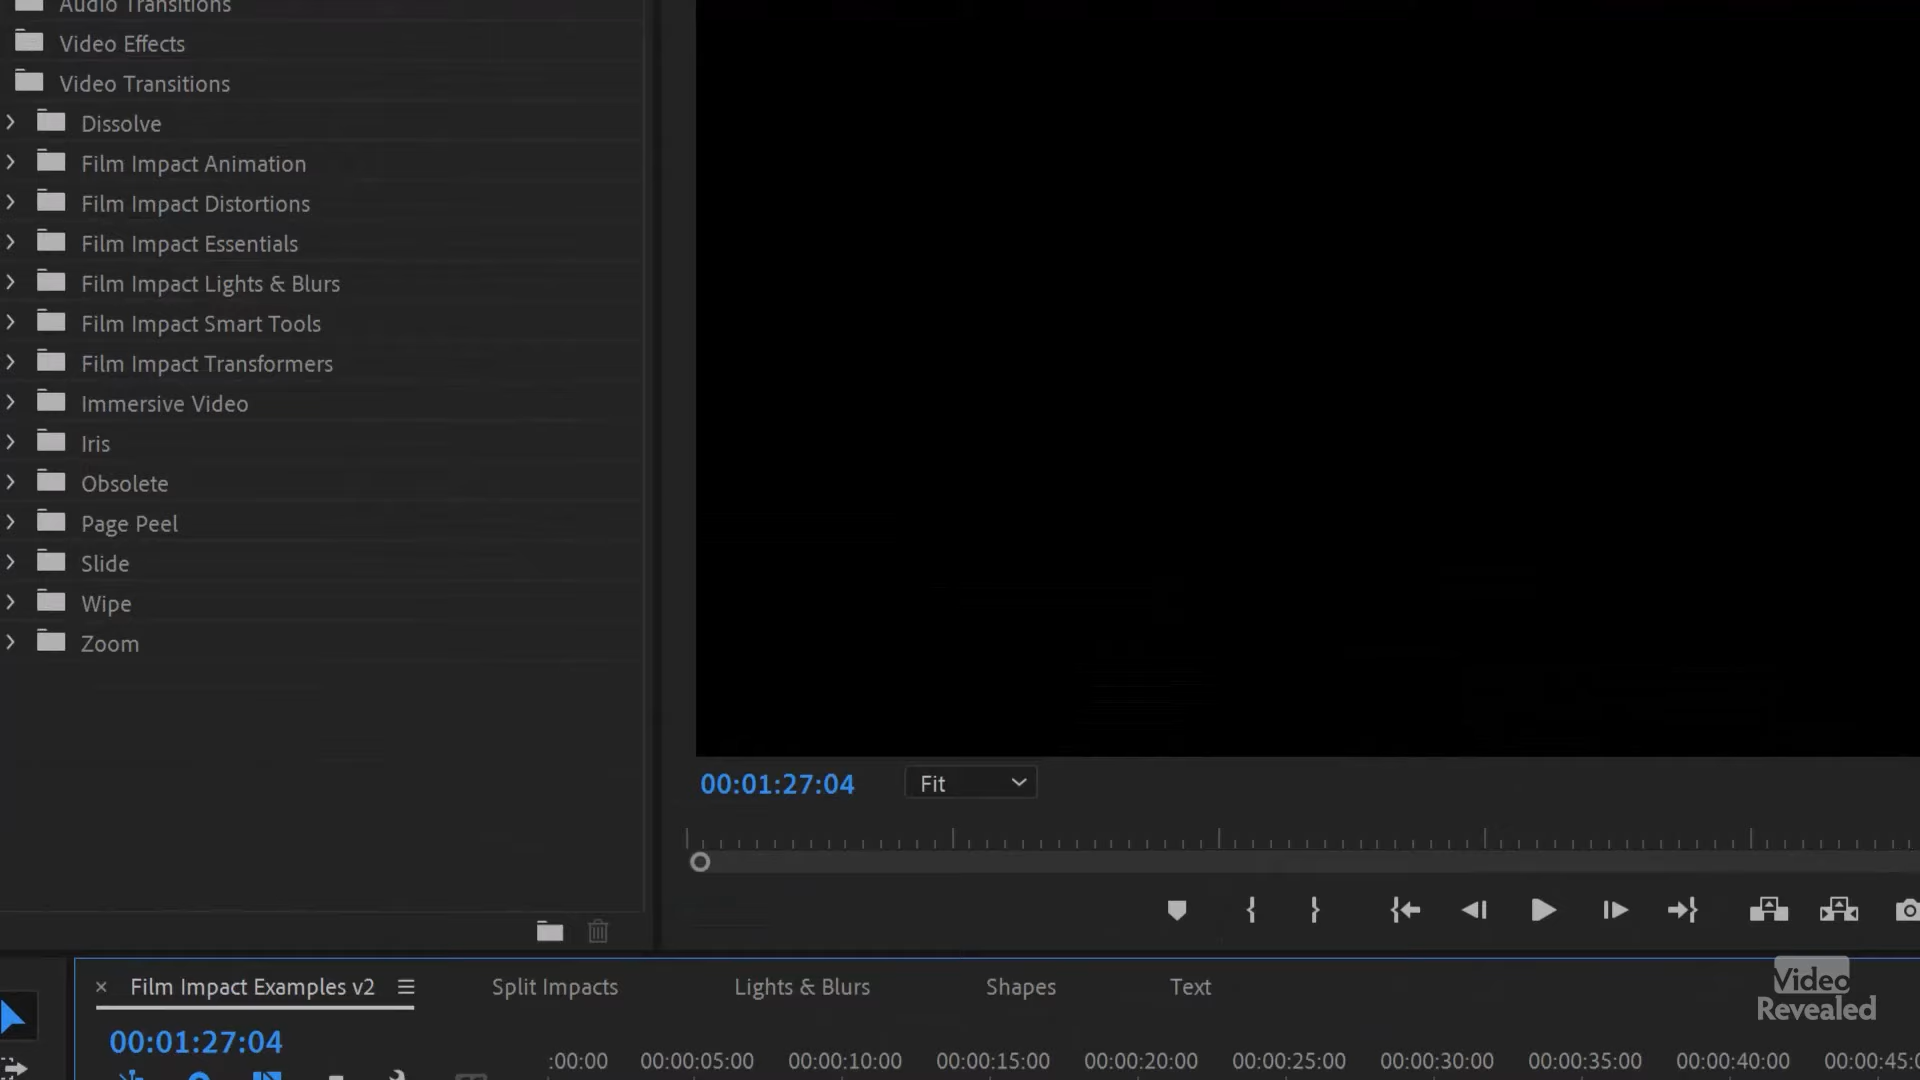 Audio Transitions
Video Effects
Video Transitions
Dissolve
Film Impact Animation
Film Impact Distortions
Film Impact Essentials
Film Impact Lights & Blurs
Film Impact Smart Tools
Film Impact Transformers
Immersive Video
Iris
Obsolete
Page Peel
Slide
Wipe
Zoom
00:01:27:04 Fit
Film Impact Examples v2 Split Impacts Lights & Blurs Shapes Text
Video
Revealed
00:01:27:04
:00:00 00:00:05:00 00:00:10:00 00:00:15:00 00:00:20:00 00:00:25:00 00:00:30:00 00:00:35:00 00:00:40:00 00:00:45:0